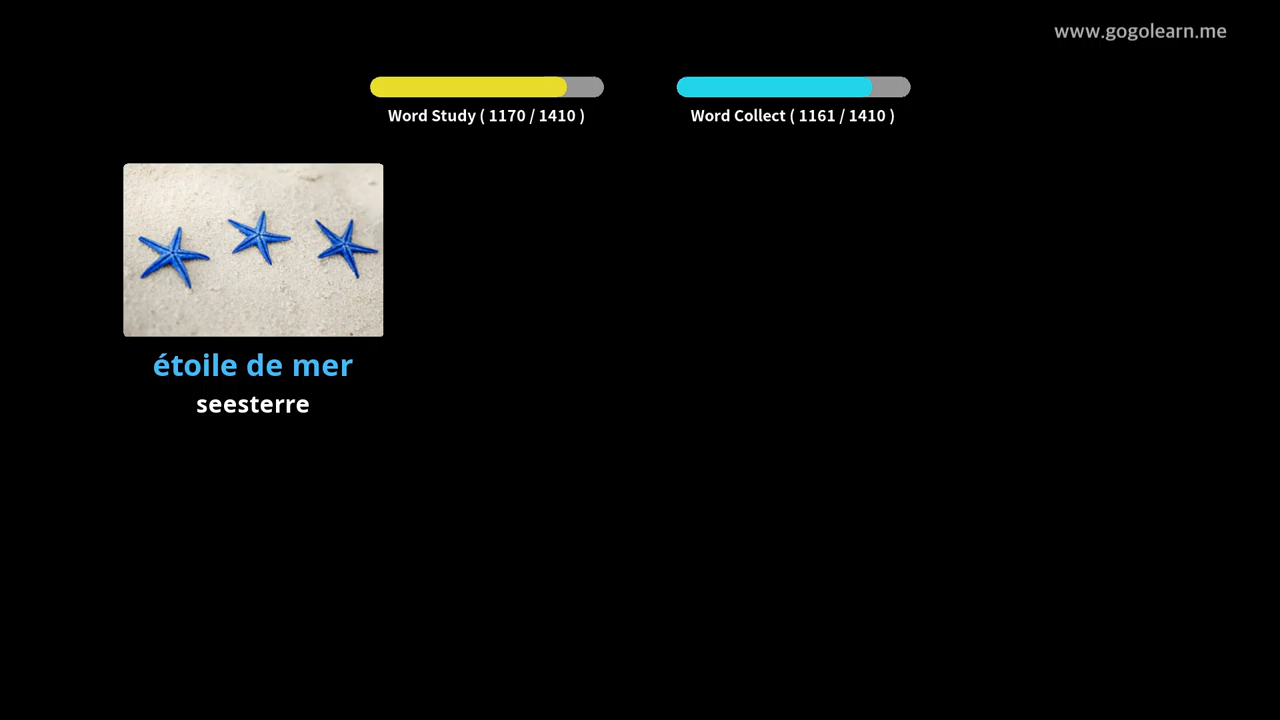 www.gogolearn.me
Word Study ( 1170 / 1410 )
Word Collect ( 1161 / 1410 )
étoile de mer
seesterre